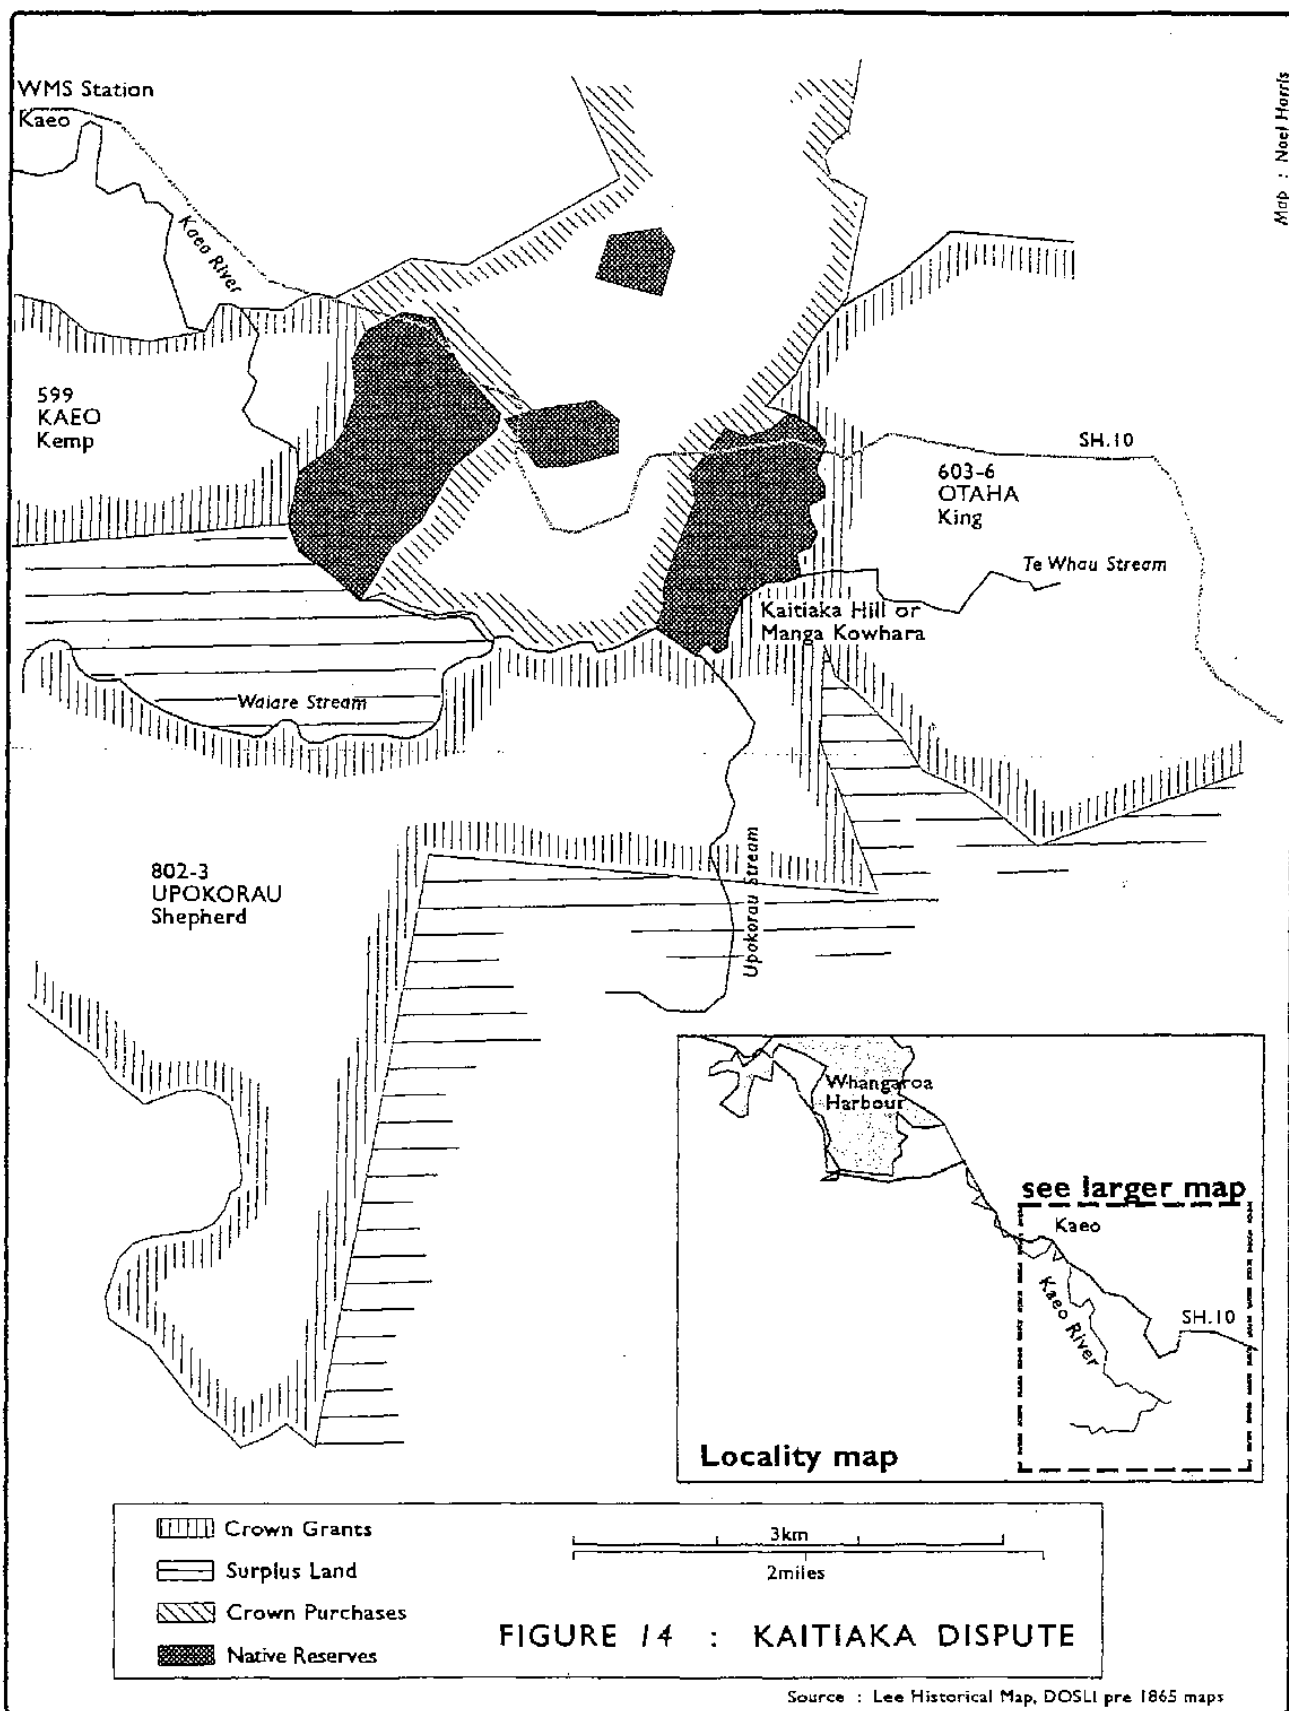 WMS Station
Kaeo
Map : Noel Harris
Kaeo River
599
KAEO
Kemp
SH.10
603-6
OTAHA
King
Te Whau Stream
Kaitiaka Hill or
Manga Kowhara
Waiare Stream
802-3
UPOKORAU
Shepherd
Upokorau Stream
Whangaroa
Harbour
see larger map
Kaeo
Kaeo River
SH.10
Locality map
Crown Grants
Surplus Land
Crown Purchases
Native Reserves
3km
2miles
FIGURE 14 : KAITIAKA DISPUTE
Source : Lee Historical Map, DOSLI pre 1865 maps